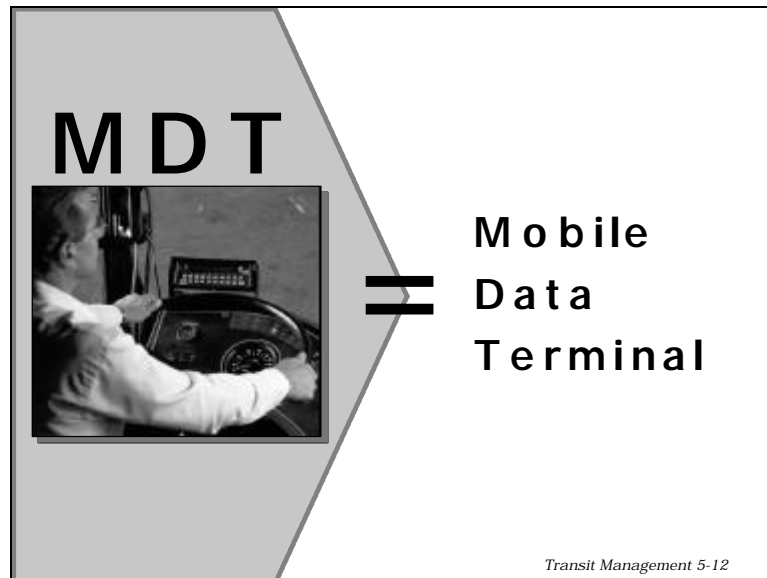 MDT
=
Mobile
Data
Terminal
Transit Management 5-12